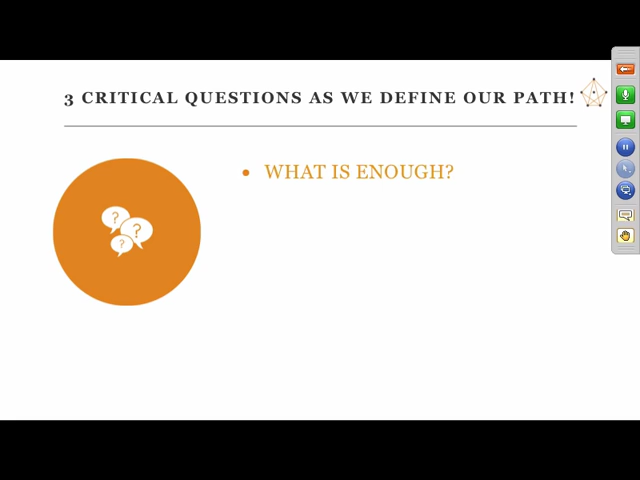 3 CRITICAL QUESTIONS AS WE DEFINE OUR PATH!
• WHAT IS ENOUGH?
? ? ?